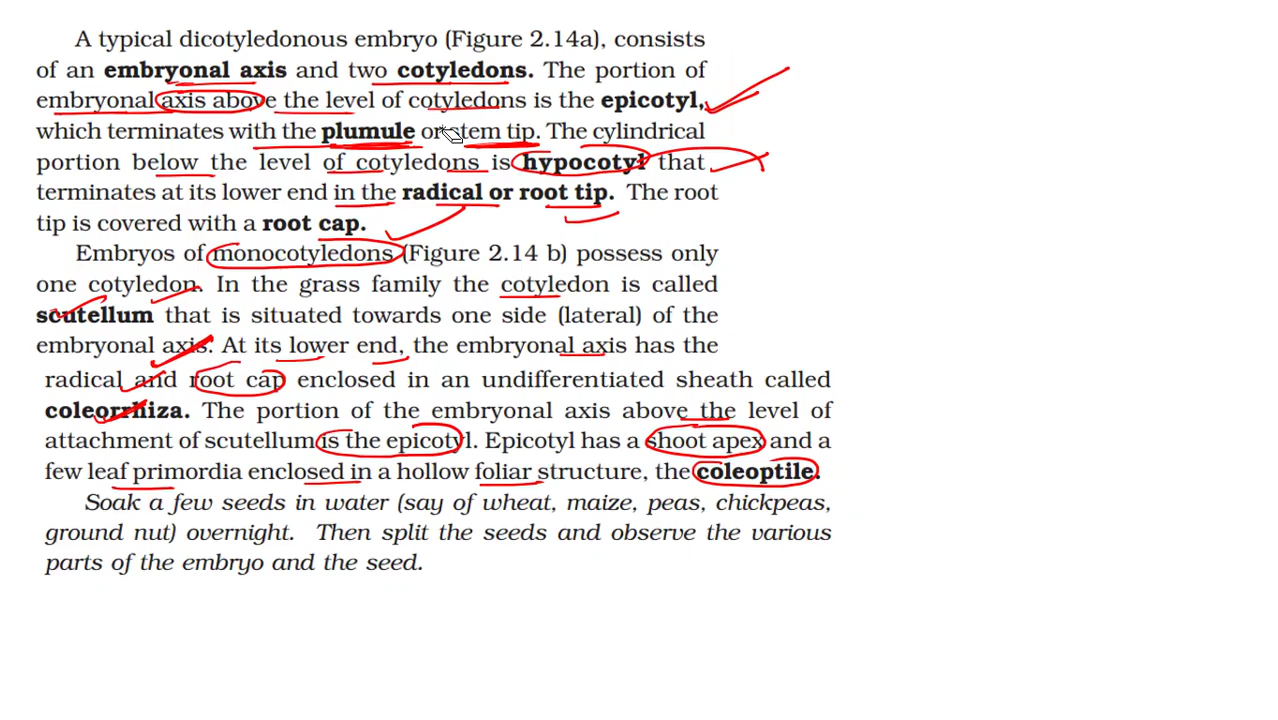 A typical dicotyledonous embryo (Figure 2.14a), consists
of an embryonal axis and two cotyledons. The portion of
embryonal axis above the level of cotyledons is the epicotyl,
which terminates with the plumule or stem tip. The cylindrical
portion below the level of cotyledons is hypocotyl that
terminates at its lower end in the radical or root tip. The root
tip is covered with a root cap.
Embryos of monocotyledons (Figure 2.14 b) possess only
one cotyledon. In the grass family the cotyledon is called
scutellum that is situated towards one side (lateral) of the
embryonal axis. At its lower end, the embryonal axis has the
radical and root cap enclosed in an undifferentiated sheath called
coleorrhiza. The portion of the embryonal axis above the level of
attachment of scutellum is the epicotyl. Epicotyl has a shoot apex and a
few leaf primordia enclosed in a hollow foliar structure, the coleoptile.
Soak a few seeds in water (say of wheat, maize, peas, chickpeas,
ground nut) overnight. Then split the seeds and observe the various
parts of the embryo and the seed.